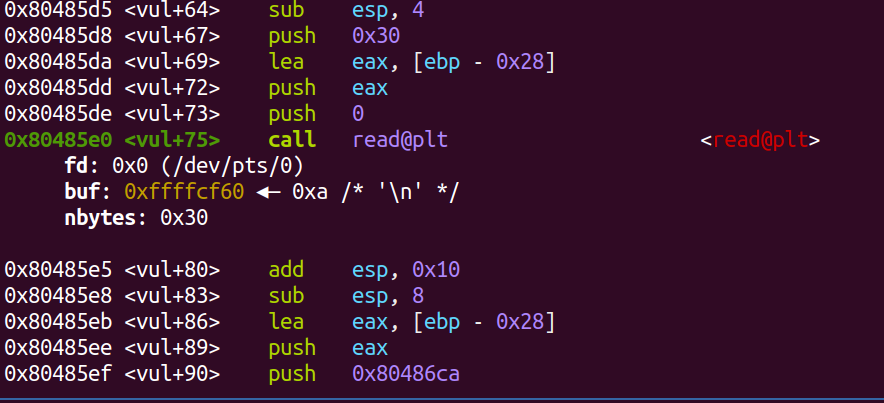 0x80485d5 <vul+64> sub esp, 4
0x80485d8 <vul+67> push 0x30
0x80485da <vul+69> lea eax, [ebp - 0x28]
0x80485dd <vul+72> push eax
0x80485de <vul+73> push 0
0x80485e0 <vul+75> call read@plt <read@plt>
fd: 0x0 (/dev/pts/0)
buf: 0xffffcf60 ◂— 0xa /* '\n' */
nbytes: 0x30
0x80485e5 <vul+80> add esp, 0x10
0x80485e8 <vul+83> sub esp, 8
0x80485eb <vul+86> lea eax, [ebp - 0x28]
0x80485ee <vul+89> push eax
0x80485ef <vul+90> push 0x80486ca